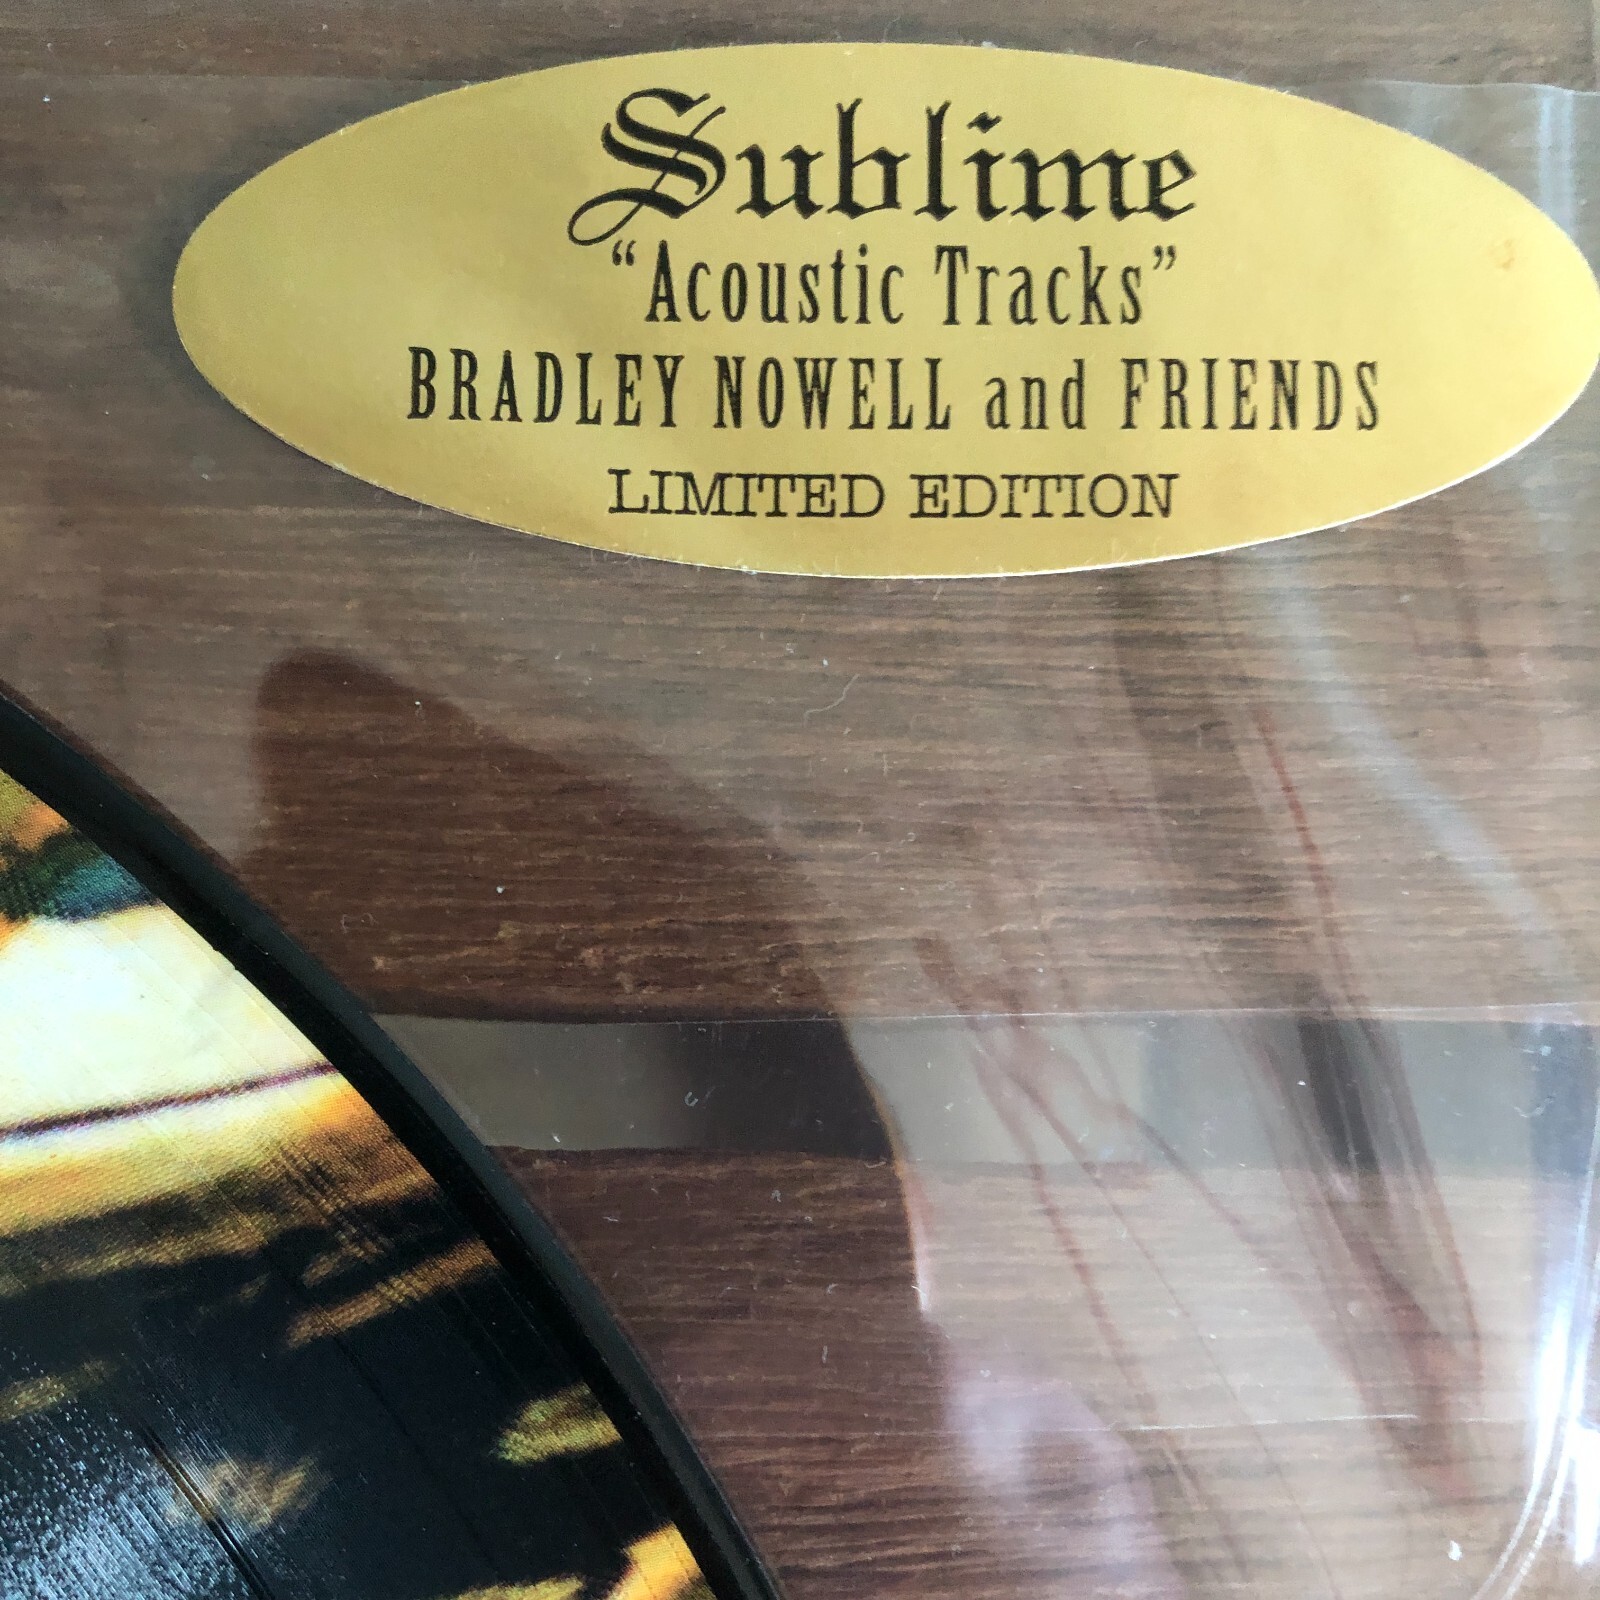 Sublime
“Acoustic Tracks”
BRADLEY NOWELL and FRIENDS
LIMITED EDITION